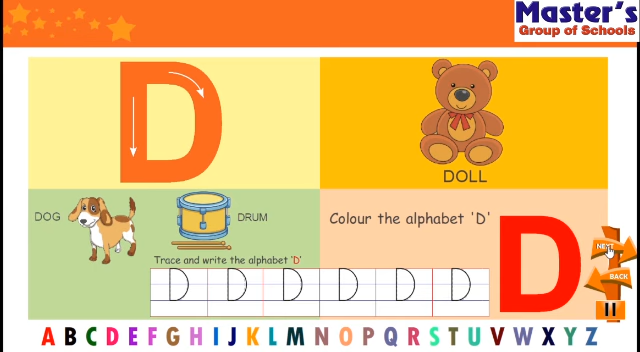 Master's
Group of Schools
D
DOLL
DOG
DRUM
Trace and write the alphabet 'D'
D D D D D D
Colour the alphabet 'D'
D
NEXT
BACK
A B C D E F G H I J K L M N O P Q R S T U V W X Y Z